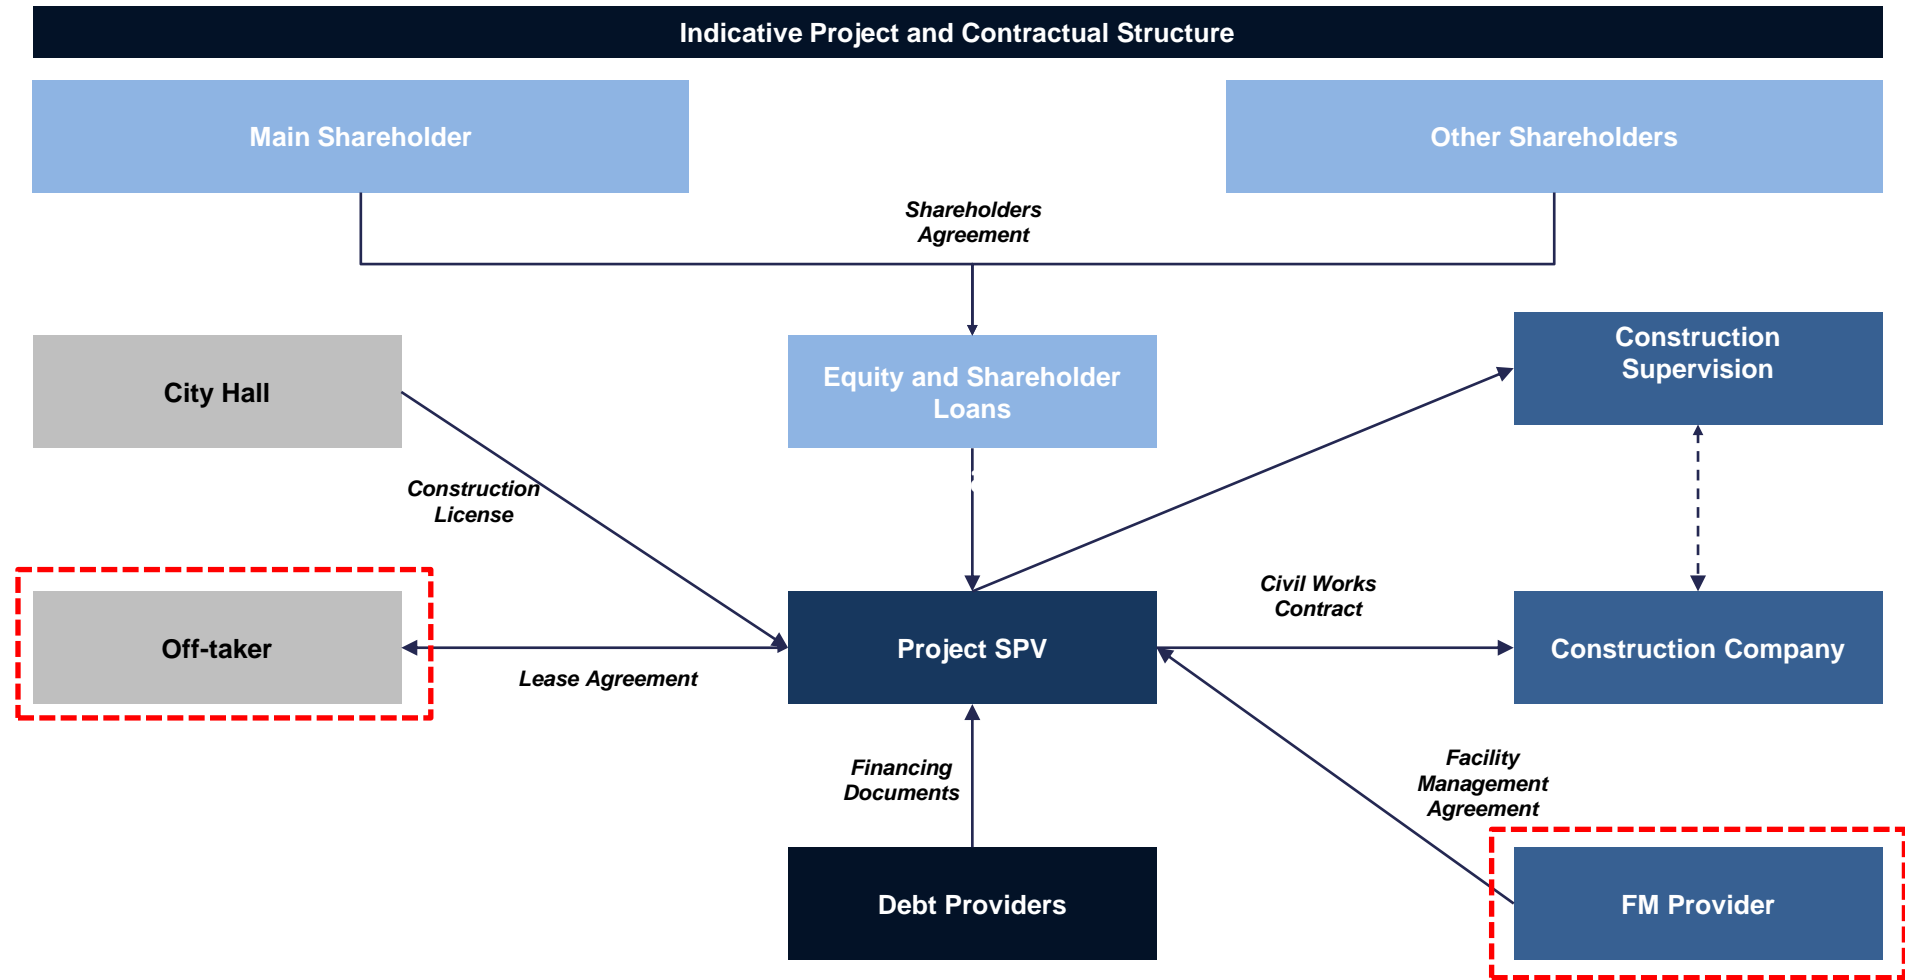 Indicative Project and Contractual Structure
Main Shareholder
Other Shareholders
Shareholders
Agreement
City Hall
Equity and Shareholder
Loans
Construction
Supervision
Construction
License
Off-taker
Lease Agreement
Project SPV
Civil Works
Contract
Construction Company
Financing
Documents
Facility
Management
Agreement
Debt Providers
FM Provider